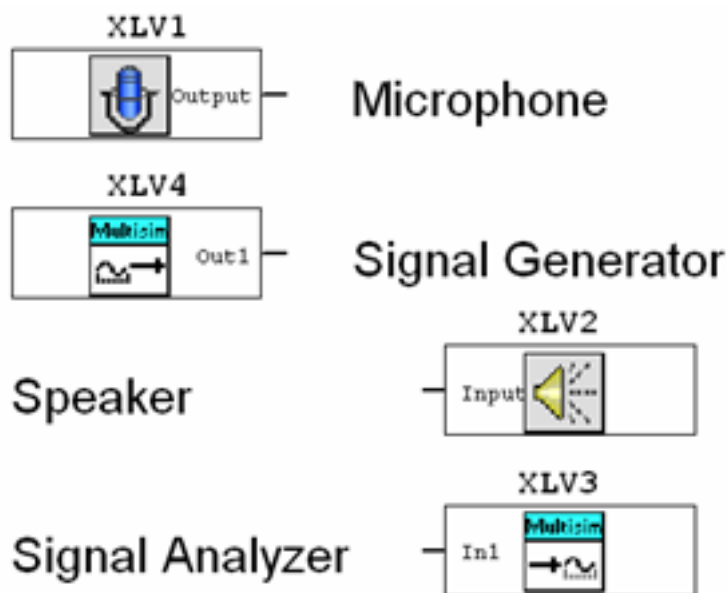 XLV1
Output
Microphone
XLV4
Multisim
Out1
Signal Generator
XLV2
Speaker
Input
XLV3
Multisim
Signal Analyzer
In1